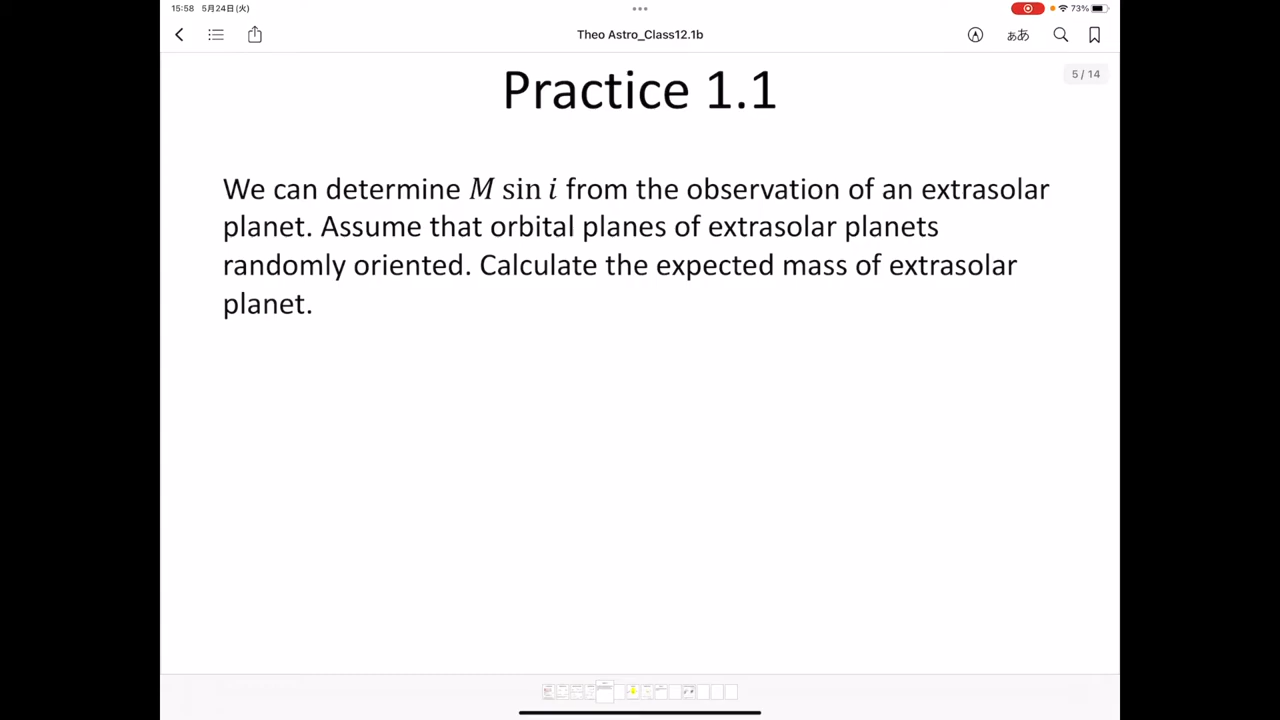 15:58 5月24日(火)
73%
Theo Astro_Class12.1b
ぁあ
5 / 14
Practice 1.1
We can determine M sin i from the observation of an extrasolar
planet. Assume that orbital planes of extrasolar planets
randomly oriented. Calculate the expected mass of extrasolar
planet.